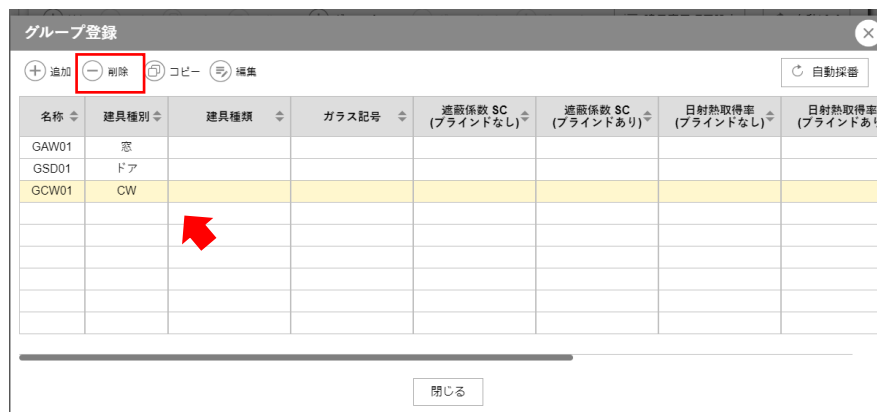 グループ登録
追加 削除 コピー 編集 自動採番
名称 建具種別 建具種類 ガラス記号 遮蔽係数 SC 遮蔽係数 SC 日射熱取得率 日射熱取得率
(ブラインドなし) (ブラインドあり) (ブラインドなし) (ブラインドあり
GAW01 窓
GSD01 ドア
GCW01 CW
閉じる